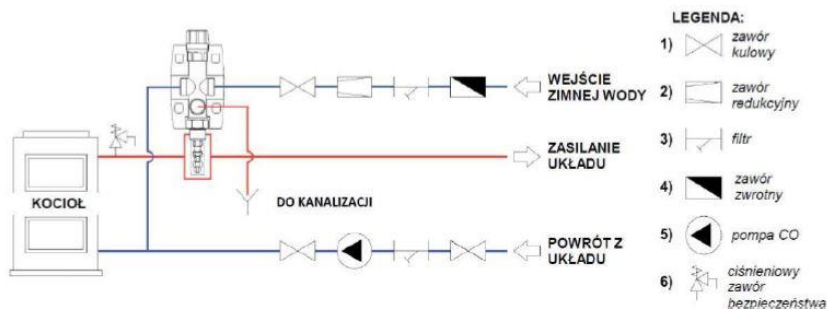 WEJŚCIE
ZIMNEJ WODY
ZASILANIE
UKŁADU
KOCIOŁ
DO KANALIZACJI
POWRÓT Z
UKŁADU
LEGENDA:
1) zawór
kulowy
2) zawór
redukcyjny
3) filtr
4) zawór
zwrotny
5) pompa CO
6) ciśnieniowy
zawór
bezpieczeństwa